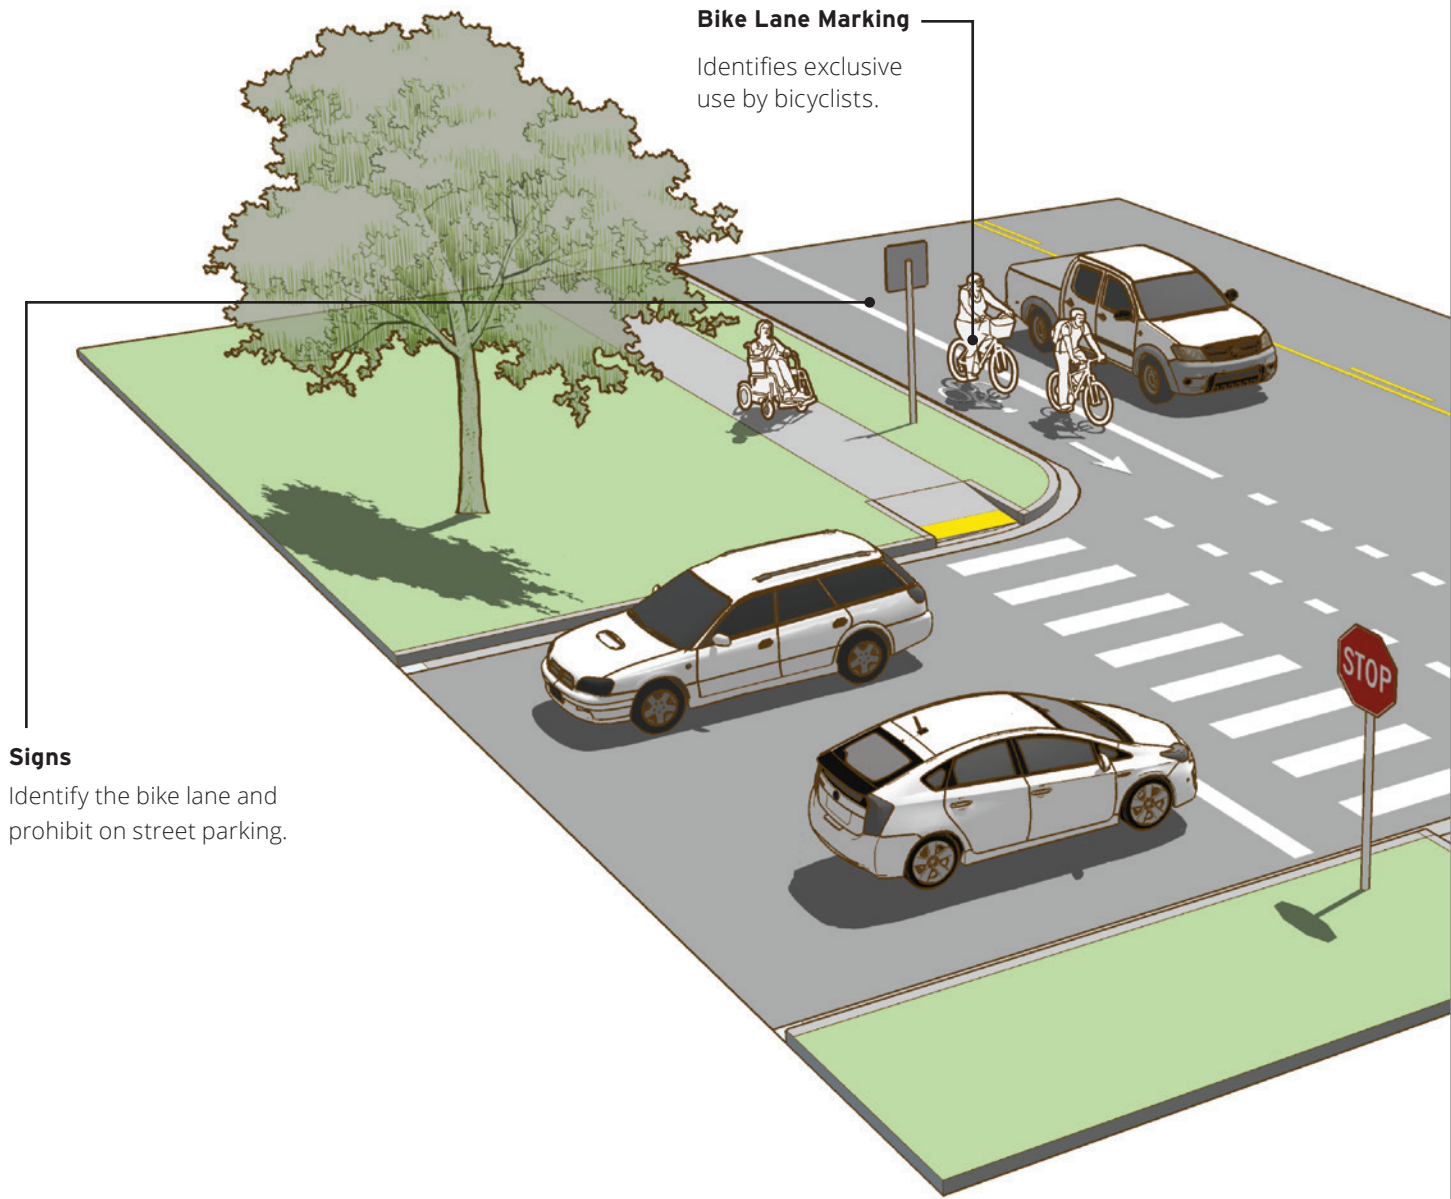 Bike Lane Marking
Identifies exclusive
use by bicyclists.
STOP
Signs
Identify the bike lane and
prohibit on street parking.